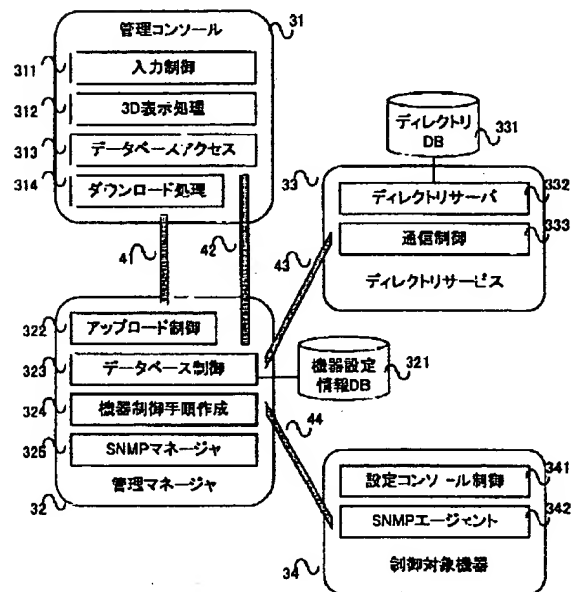 管理コンソール
31
311
入力制御
312
3D表示処理
313
データベースアクセス
314
ダウンロード処理
41
42
322
アップロード制御
323
データベース制御
324
機器制御手順作成
325
SNMPマネージャ
管理マネージャ
32
ディレクトリ
DB
331
33
ディレクトリサーバ
332
通信制御
333
ディレクトリサービス
43
機器設定
情報DB
321
44
設定コンソール制御
341
SNMPエージェント
342
制御対象機器
34